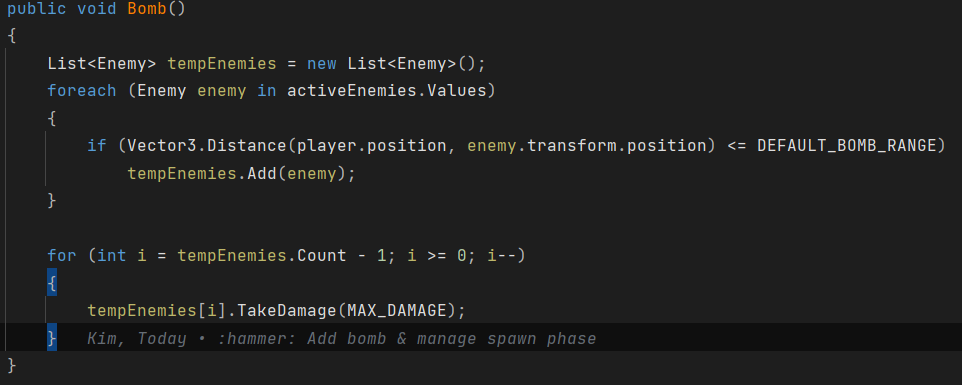 public void Bomb()
{
    List<Enemy> tempEnemies = new List<Enemy>();
    foreach (Enemy enemy in activeEnemies.Values)
    {
        if (Vector3.Distance(player.position, enemy.transform.position) <= DEFAULT_BOMB_RANGE)
            tempEnemies.Add(enemy);
    }

    for (int i = tempEnemies.Count - 1; i >= 0; i--)
    {
        tempEnemies[i].TakeDamage(MAX_DAMAGE);
    }   Kim, Today • :hammer: Add bomb & manage spawn phase
}